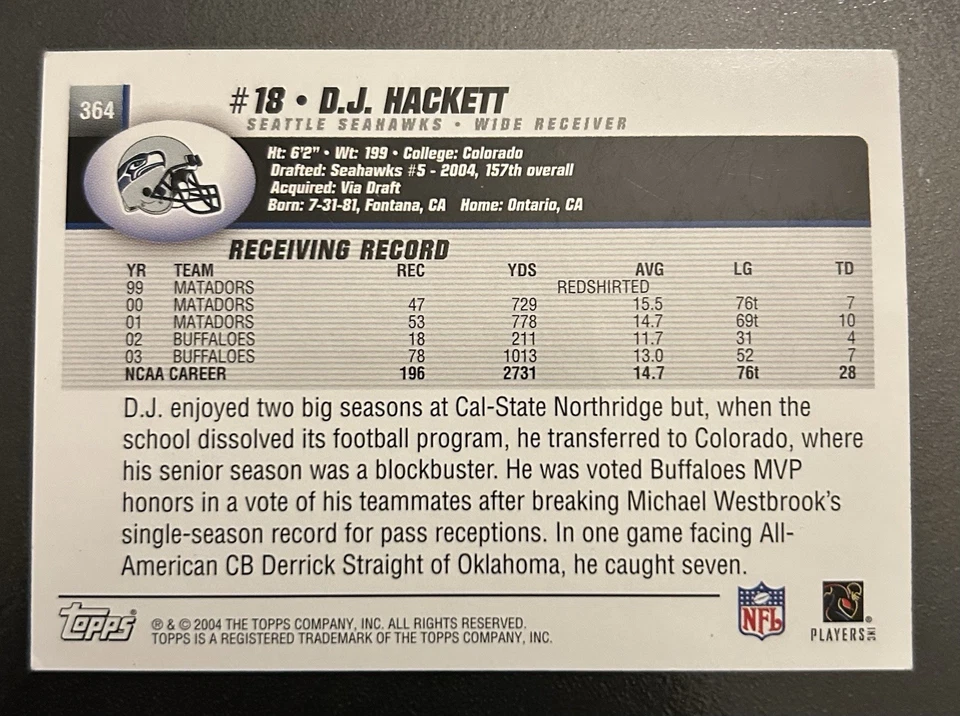 364
#18 • D.J. HACKETT
SEATTLE SEAHAWKS • WIDE RECEIVER
Ht: 6'2" • Wt: 199 • College: Colorado
Drafted: Seahawks #5 - 2004, 157th overall
Acquired: Via Draft
Born: 7-31-81, Fontana, CA Home: Ontario, CA
RECEIVING RECORD
YR TEAM REC YDS AVG LG TD
99 MATADORS REDSHIRTED
00 MATADORS 47 729 15.5 76t 7
01 MATADORS 53 778 14.7 69t 10
02 BUFFALOES 18 211 11.7 31 4
03 BUFFALOES 78 1013 13.0 52 7
NCAA CAREER 196 2731 14.7 76t 28
D.J. enjoyed two big seasons at Cal-State Northridge but, when the
school dissolved its football program, he transferred to Colorado, where
his senior season was a blockbuster. He was voted Buffaloes MVP
honors in a vote of his teammates after breaking Michael Westbrook's
single-season record for pass receptions. In one game facing All-
American CB Derrick Straight of Oklahoma, he caught seven.
Topps®
® & © 2004 THE TOPPS COMPANY, INC. ALL RIGHTS RESERVED.
TOPPS IS A REGISTERED TRADEMARK OF THE TOPPS COMPANY, INC.
NFL
PLAYERS INC ®